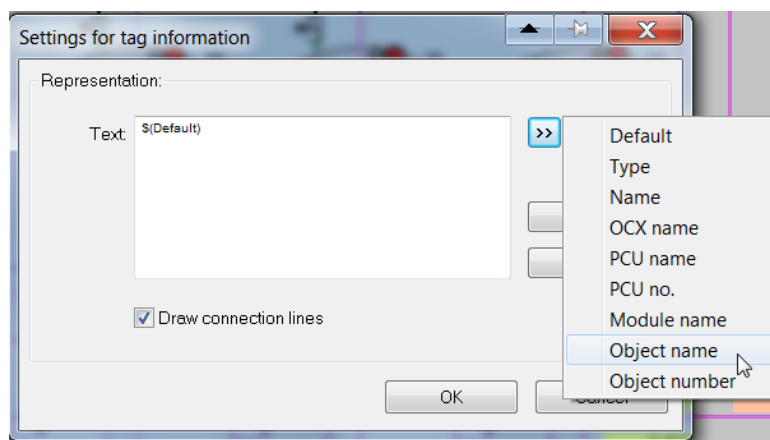 Settings for tag information
Representation:
Text:
$(Default)
>>
Default
Type
Name
OCX name
PCU name
PCU no.
Module name
Object name
Object number
Draw connection lines
OK
Cancel